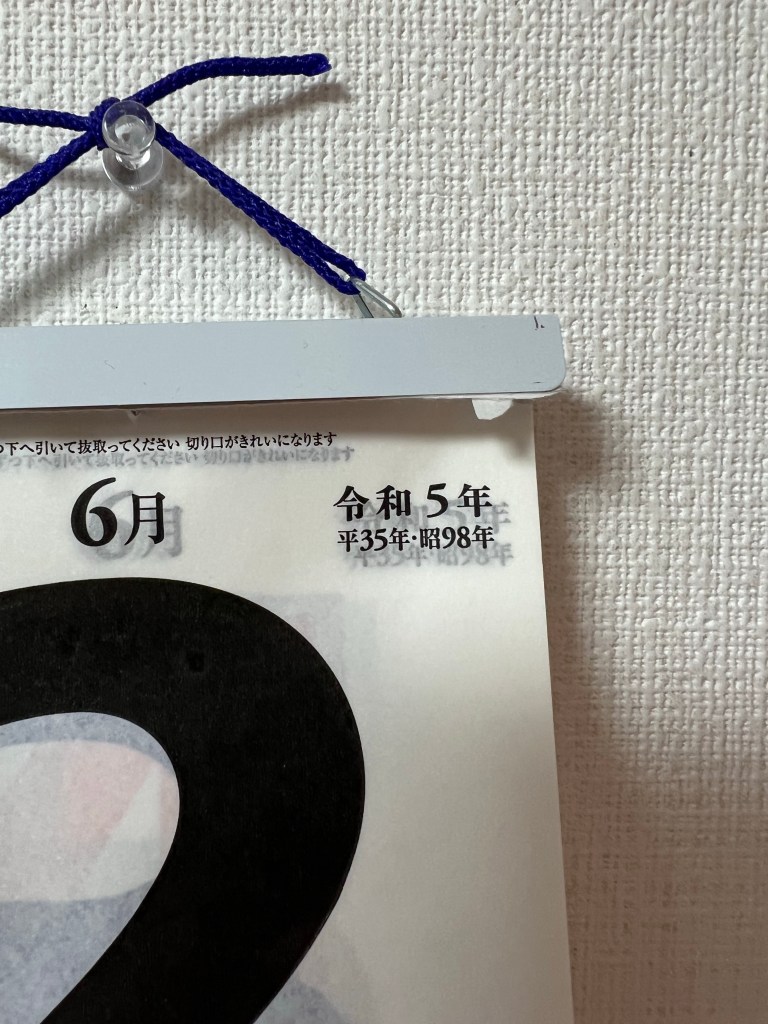 つ下へ引いて抜取ってください 切り口がきれいになります
6月
令和5年
平35年·昭98年
2